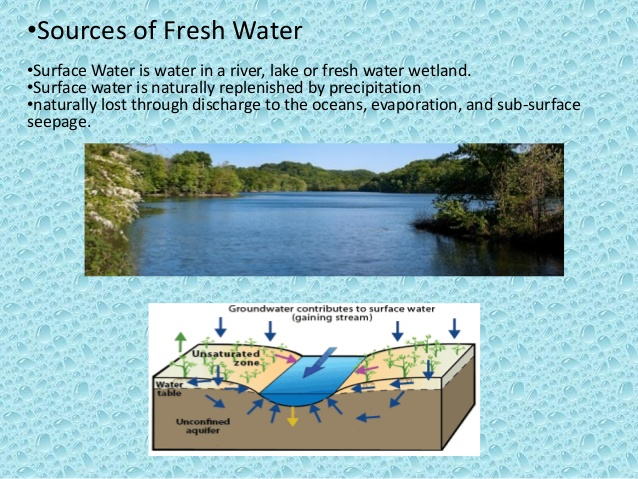 •Sources of Fresh Water
•Surface Water is water in a river, lake or fresh water wetland.
•Surface water is naturally replenished by precipitation
•naturally lost through discharge to the oceans, evaporation, and sub-surface
seepage.
Groundwater contributes to surface water
(gaining stream)
Unsaturated
zone
Water
table
Unconfined
aquifer